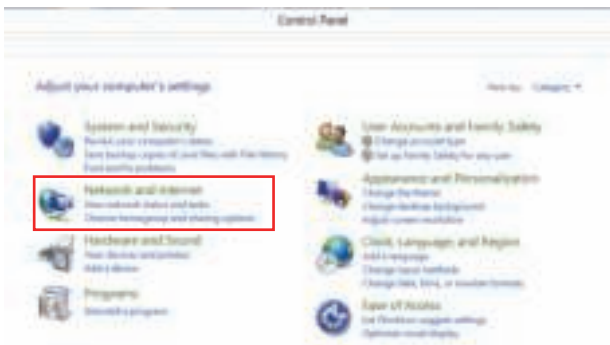 Control Panel
Adjust your computer's settings
View by: Category
System and Security
Review your computer's status
Save backup copies of your files with File History
Find and fix problems
Network and Internet
View network status and tasks
Choose homegroup and sharing options
Hardware and Sound
View devices and printers
Add a device
Programs
Uninstall a program
User Accounts and Family Safety
Change account type
Set up Family Safety for any user
Appearance and Personalization
Change the theme
Change desktop background
Adjust screen resolution
Clock, Language, and Region
Add a language
Change input methods
Change date, time, or number formats
Ease of Access
Let Windows suggest settings
Optimize visual display